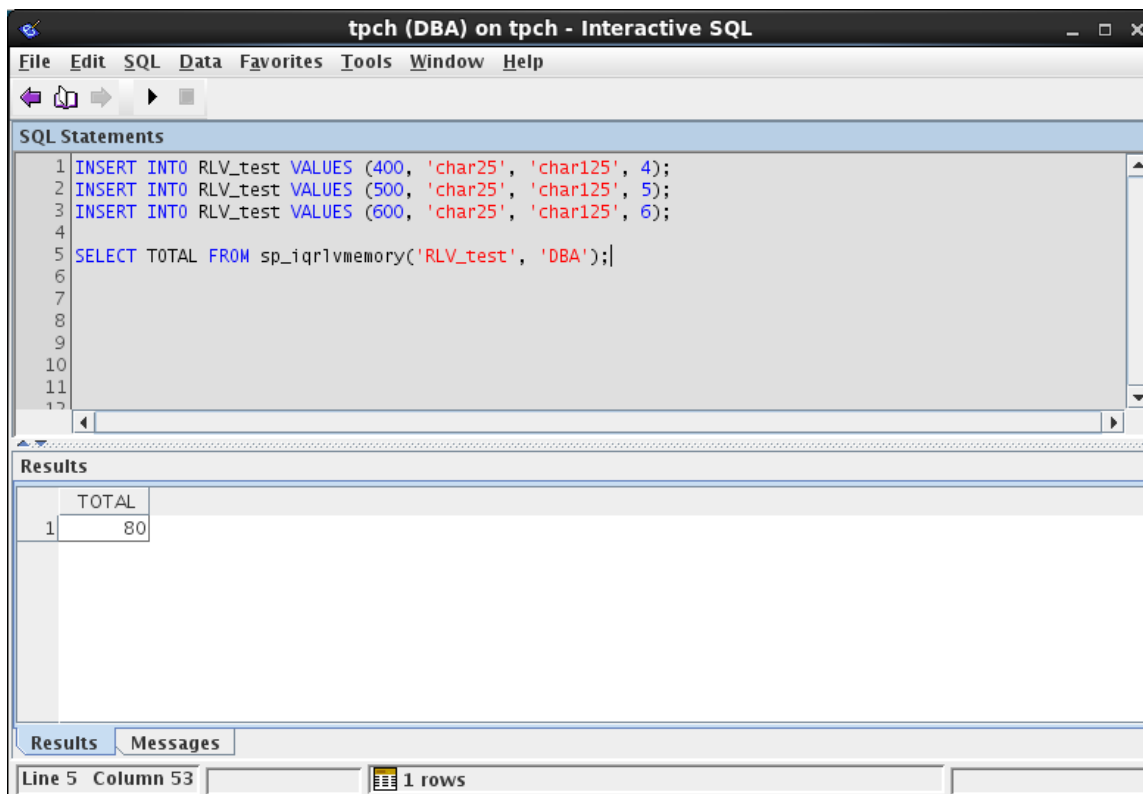 tpch (DBA) on tpch - Interactive SQL
File Edit SQL Data Favorites Tools Window Help
SQL Statements
1 INSERT INTO RLV_test VALUES (400, 'char25', 'char125', 4);
2 INSERT INTO RLV_test VALUES (500, 'char25', 'char125', 5);
3 INSERT INTO RLV_test VALUES (600, 'char25', 'char125', 6);
4
5 SELECT TOTAL FROM sp_iqrlvmemory('RLV_test', 'DBA');
6
7
8
9
10
11
12
Results
TOTAL
1 80
Results Messages
Line 5 Column 53 1 rows